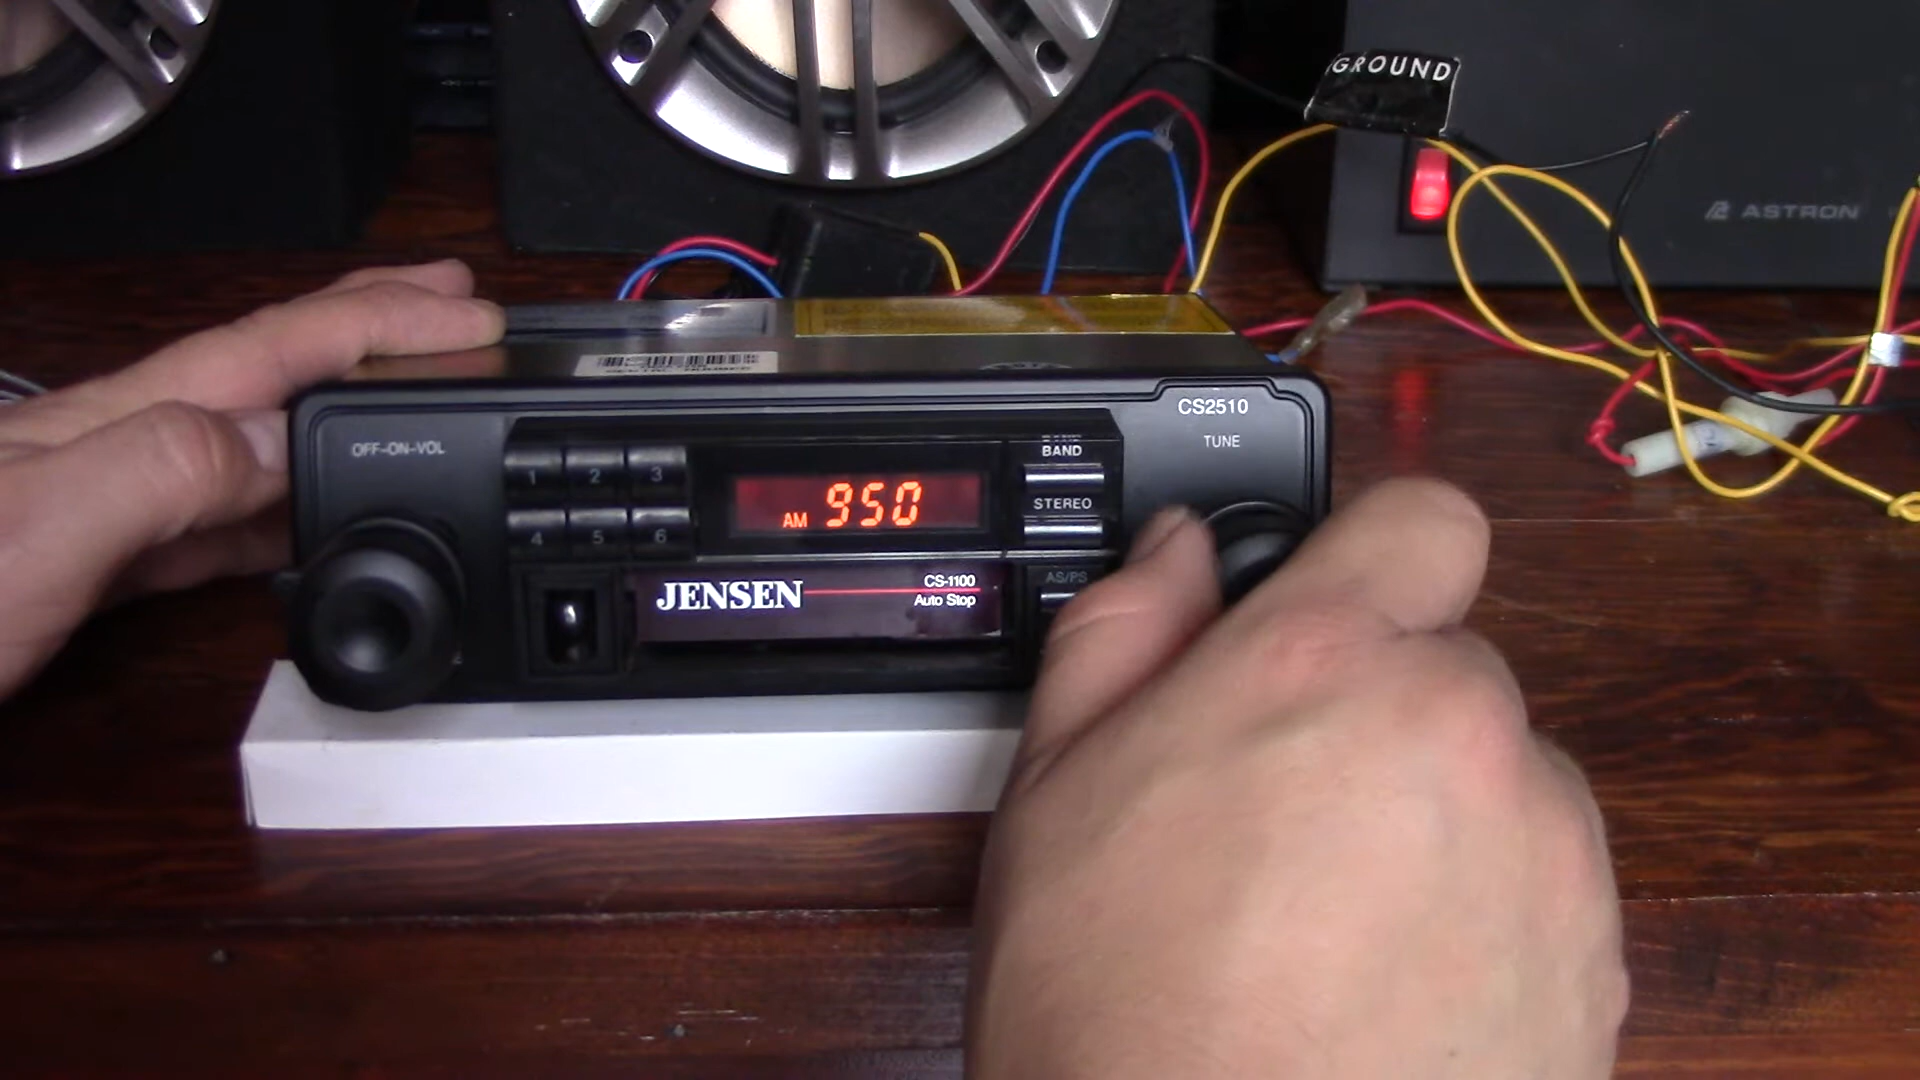 GROUND
ASTRON
CS2510
OFF-ON-VOL
TUNE
BAND
1 2 3
STEREO
AM 950
4 5 6
AS/PS
JENSEN
CS-1100
Auto Stop